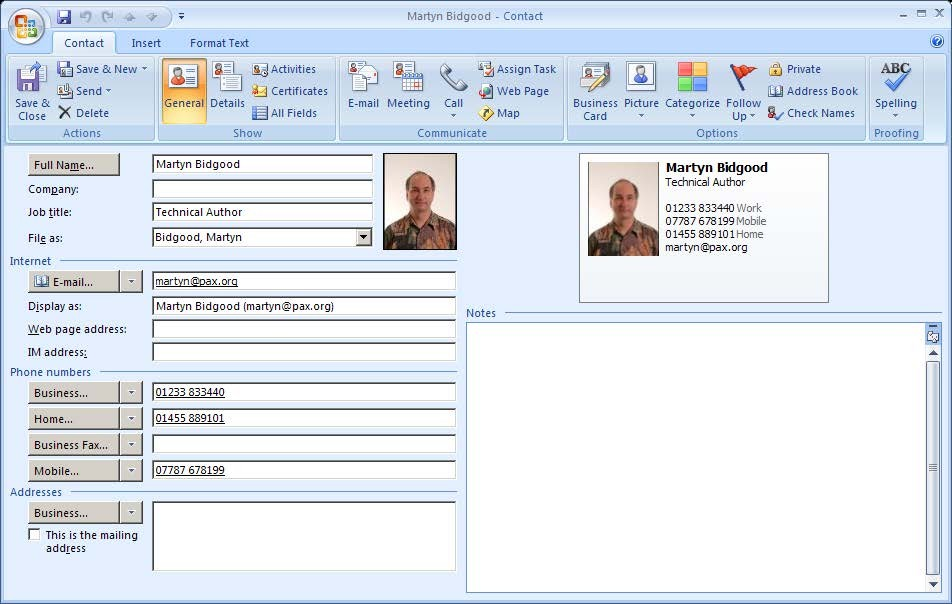 Martyn Bidgood - Contact
Contact Insert Format Text
Save & Close
Save & New
Send
Delete
Actions
General
Details
Activities
Certificates
All Fields
Show
E-mail
Meeting
Call
Assign Task
Web Page
Map
Communicate
Business Card
Picture
Categorize
Follow Up
Private
Address Book
Check Names
Options
ABC
Spelling
Proofing
Full Name... Martyn Bidgood
Company:
Job title: Technical Author
File as: Bidgood, Martyn
Internet
E-mail... martyn@pax.org
Display as: Martyn Bidgood (martyn@pax.org)
Web page address:
IM address:
Phone numbers
Business... 01233 833440
Home... 01455 889101
Business Fax...
Mobile... 07787 678199
Addresses
Business...
This is the mailing
address
Martyn Bidgood
Technical Author
01233 833440 Work
07787 678199 Mobile
01455 889101 Home
martyn@pax.org
Notes